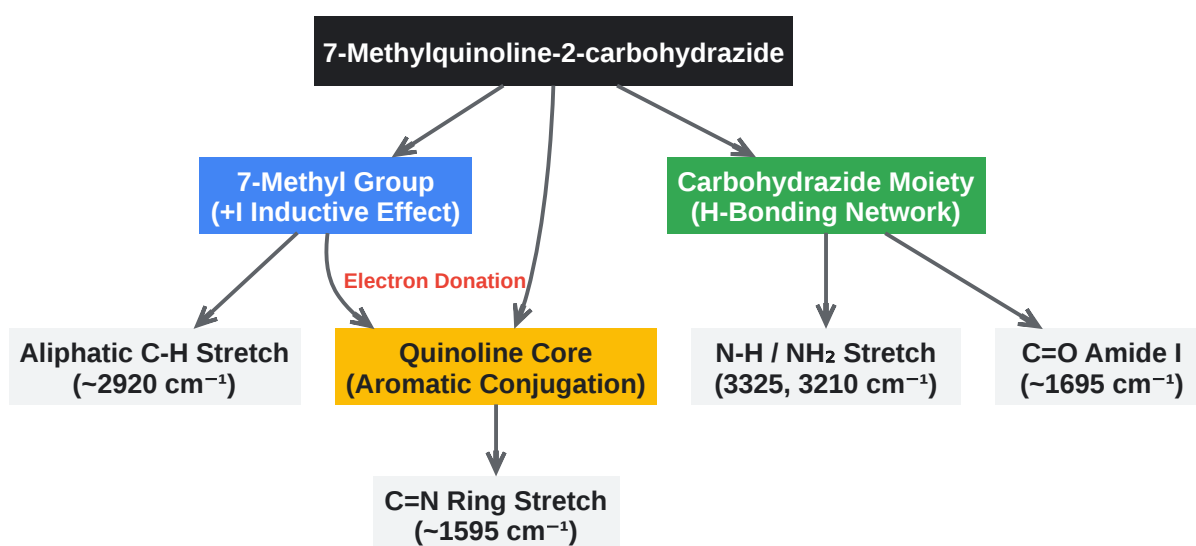 7-Methylquinoline-2-carbohydrazide
7-Methyl Group
(+I Inductive Effect)
Carbohydrazide Moiety
(H-Bonding Network)
Electron Donation
Aliphatic C-H Stretch
(~2920 cm⁻¹)
Quinoline Core
(Aromatic Conjugation)
N-H / NH₂ Stretch
(3325, 3210 cm⁻¹)
C=O Amide I
(~1695 cm⁻¹)
C=N Ring Stretch
(~1595 cm⁻¹)